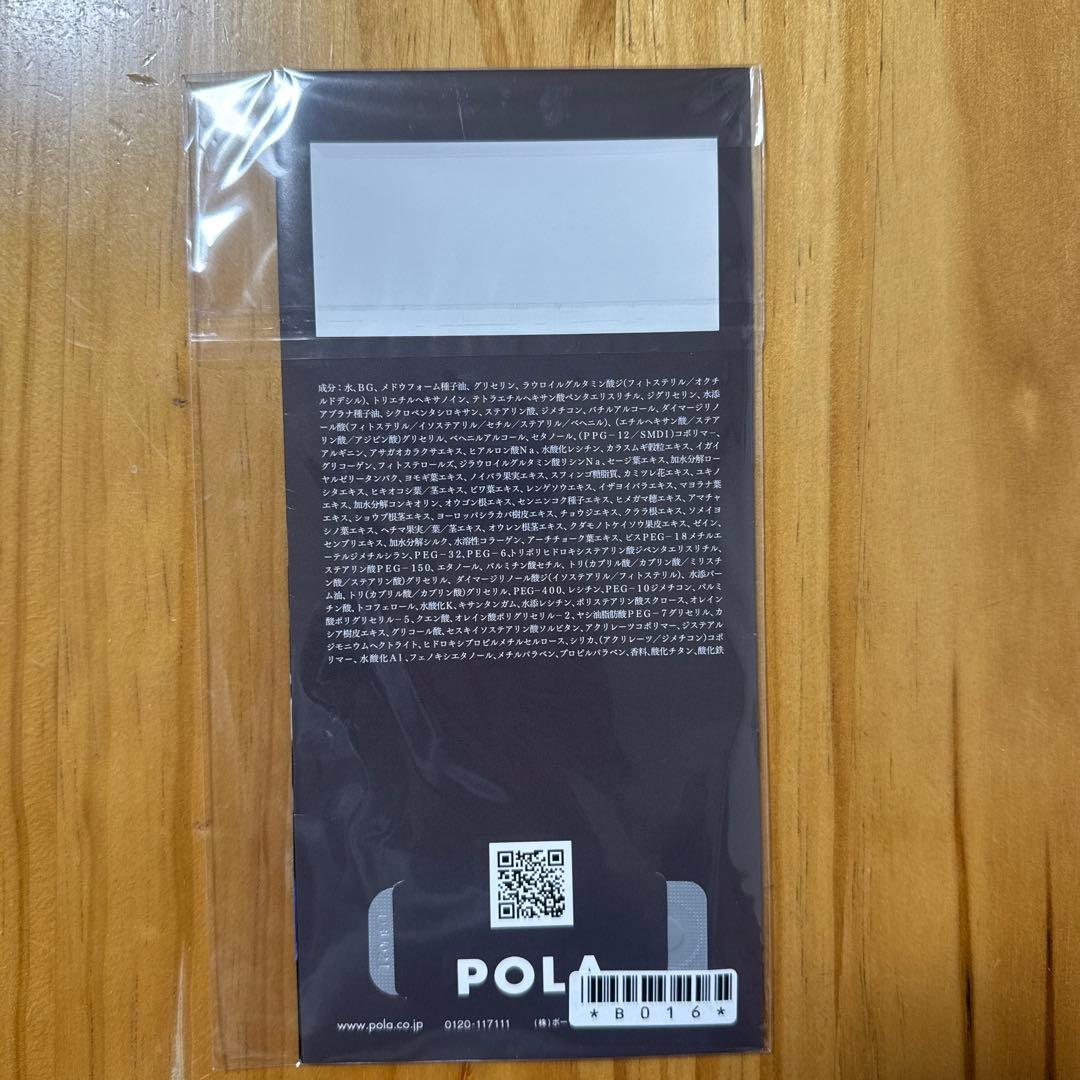 成分：水、BG、メドウフォーム種子油、グリセリン、ラウロイルグルタミン酸ジ(フィトステリル／オクチ
ルドデシル)、トリエチルヘキサノイン、テトラエチルヘキサン酸ペンタエリスリチル、ジグリセリン、水添
アブラナ種子油、シクロペンタシロキサン、ステアリン酸、ジメチコン、バチルアルコール、ダイマージリノ
ール酸(フィトステリル／イソステアリル／セチル／ステアリル／ベヘニル)、(エチルヘキサン酸／ステア
リン酸／アジピン酸)グリセリル、ベヘニルアルコール、セタノール、(PPG－12／SMDI)コポリマー、
アルギニン、アサガオカラクサエキス、ヒアルロン酸Na、水酸化レシチン、カラスムギ穀粒エキス、イガイ
グリコーゲン、フィトステロールズ、ジラウロイルグルタミン酸リシンNa、セージ葉エキス、加水分解ロー
ヤルゼリータンパク、ヨモギ葉エキス、ノイバラ果実エキス、スフィンゴ糖脂質、カミツレ花エキス、ユキノ
シタエキス、ヒキオコシ葉／茎エキス、ビワ葉エキス、レンゲソウエキス、イザヨイバラエキス、マヨラナ葉
エキス、加水分解コンキオリン、オウゴン根エキス、センニンコク種子エキス、ヒメガマ穂エキス、アマチャ
エキス、ショウブ根茎エキス、ヨーロッパシラカバ樹皮エキス、チョウジエキス、クララ根エキス、ソメイヨ
シノ葉エキス、ヘチマ果実／葉／茎エキス、オウレン根茎エキス、クダモノトケイソウ果皮エキス、ゼイン、
センブリエキス、加水分解シルク、水溶性コラーゲン、アーチチョーク葉エキス、ビスPEG－18メチルエ
ーテルジメチルシラン、PEG－32、PEG－6、トリポリヒドロキシステアリン酸ジペンタエリスリチル、
ステアリン酸PEG－150、エタノール、パルミチン酸セチル、トリ(カプリル酸／カプリン酸／ミリスチ
ン酸／ステアリン酸)グリセリル、ダイマージリノール酸ジ(イソステアリル／フィトステリル)、水添パー
ム油、トリ(カプリル酸／カプリン酸)グリセリル、PEG－400、レシチン、PEG－10ジメチコン、パルミ
チン酸、トコフェロール、水酸化K、キサンタンガム、水添レシチン、ポリステアリン酸スクロース、オレイン
酸ポリグリセリル－5、クエン酸、オレイン酸ポリグリセリル－2、ヤシ油脂肪酸PEG－7グリセリル、カ
シア樹皮エキス、グリコール酸、セスキイソステアリン酸ソルビタン、アクリレーツコポリマー、ジステアル
ジモニウムヘクトライト、ヒドロキシプロピルメチルセルロース、シリカ、(アクリレーツ／ジメチコン)コポ
リマー、水酸化Al、フェノキシエタノール、メチルパラベン、プロピルパラベン、香料、酸化チタン、酸化鉄
POLA
*B016*
www.pola.co.jp 0120-117111 (株)ポー